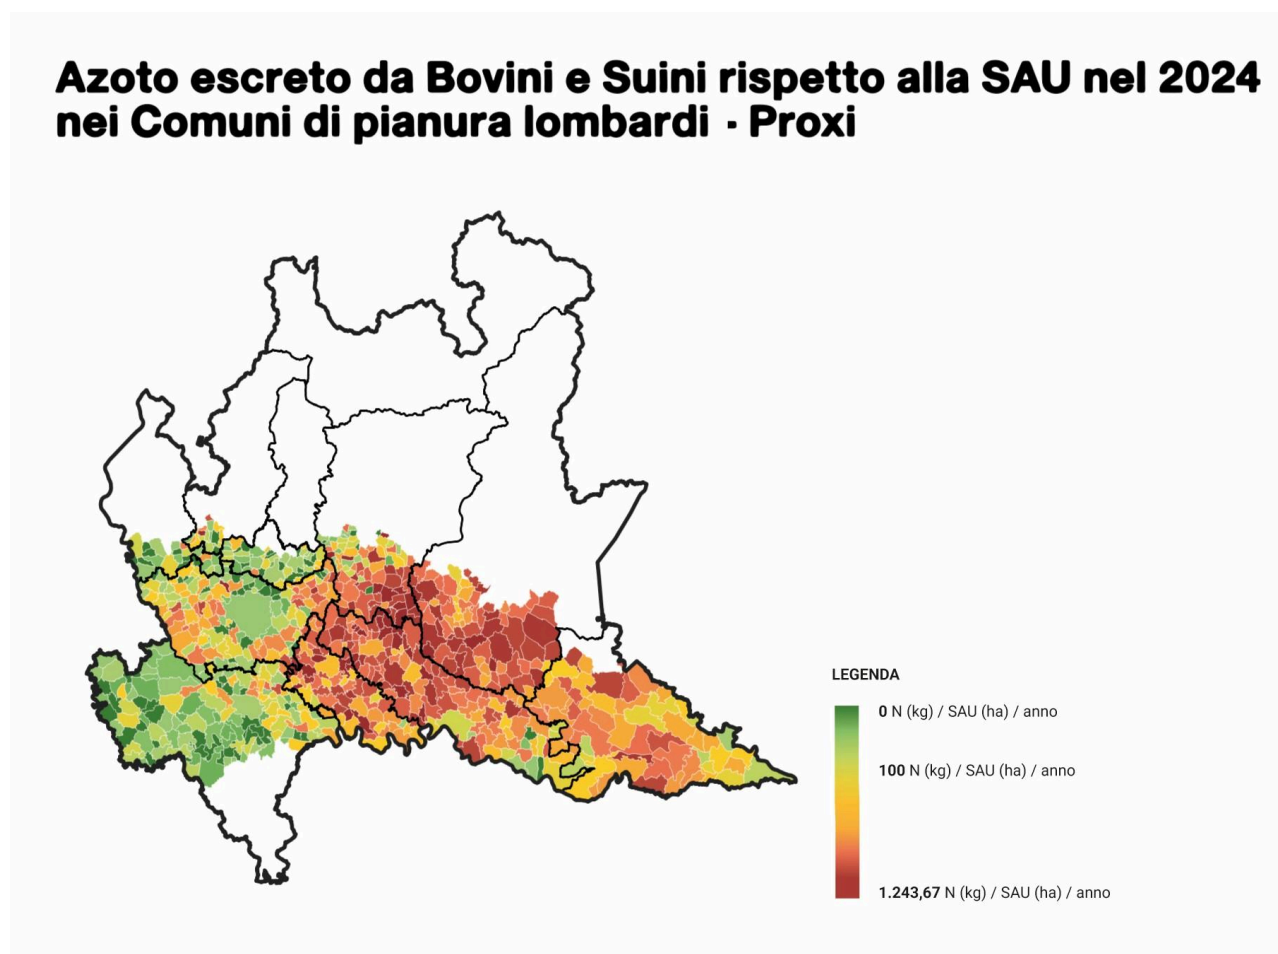 Azoto escreto da Bovini e Suini rispetto alla SAU nel 2024
nei Comuni di pianura lombardi · Proxi
LEGENDA
0 N (kg) / SAU (ha) / anno
100 N (kg) / SAU (ha) / anno
1.243,67 N (kg) / SAU (ha) / anno